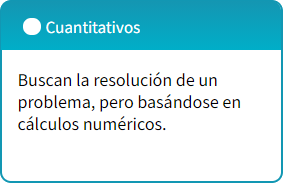 Cuantitativos
Buscan la resolución de un
problema, pero basándose en
cálculos numéricos.